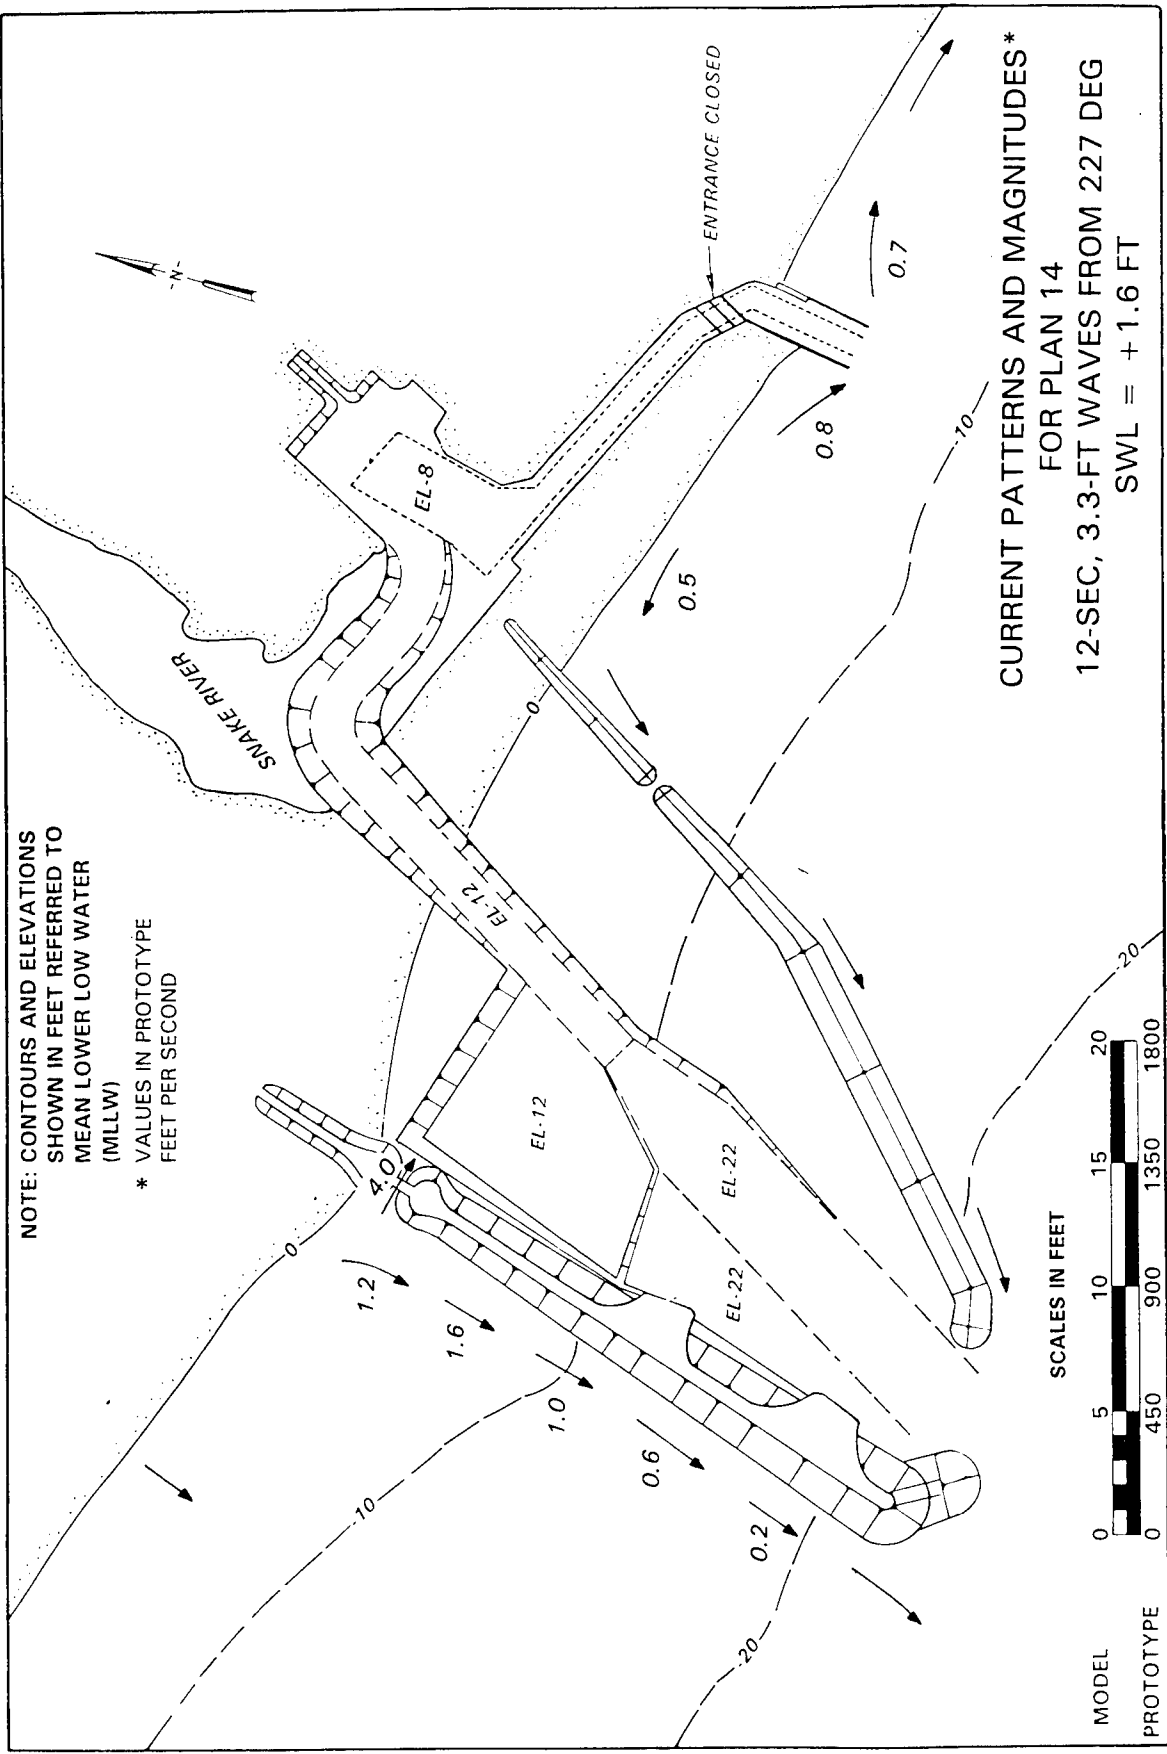 NOTE: CONTOURS AND ELEVATIONS
SHOWN IN FEET REFERRED TO
MEAN LOWER LOW WATER
(MLLW)
* VALUES IN PROTOTYPE
FEET PER SECOND
SNAKE RIVER
-N-
EL-8
ENTRANCE CLOSED
EL-12
EL-12
EL-22
EL-22
0
0
-10
-10
-20
-20
4.0
1.2
1.6
1.0
0.6
0.2
0.5
0.8
0.7
SCALES IN FEET
MODEL 0 5 10 15 20
PROTOTYPE 0 450 900 1350 1800
CURRENT PATTERNS AND MAGNITUDES*
FOR PLAN 14
12-SEC, 3.3-FT WAVES FROM 227 DEG
SWL = +1.6 FT